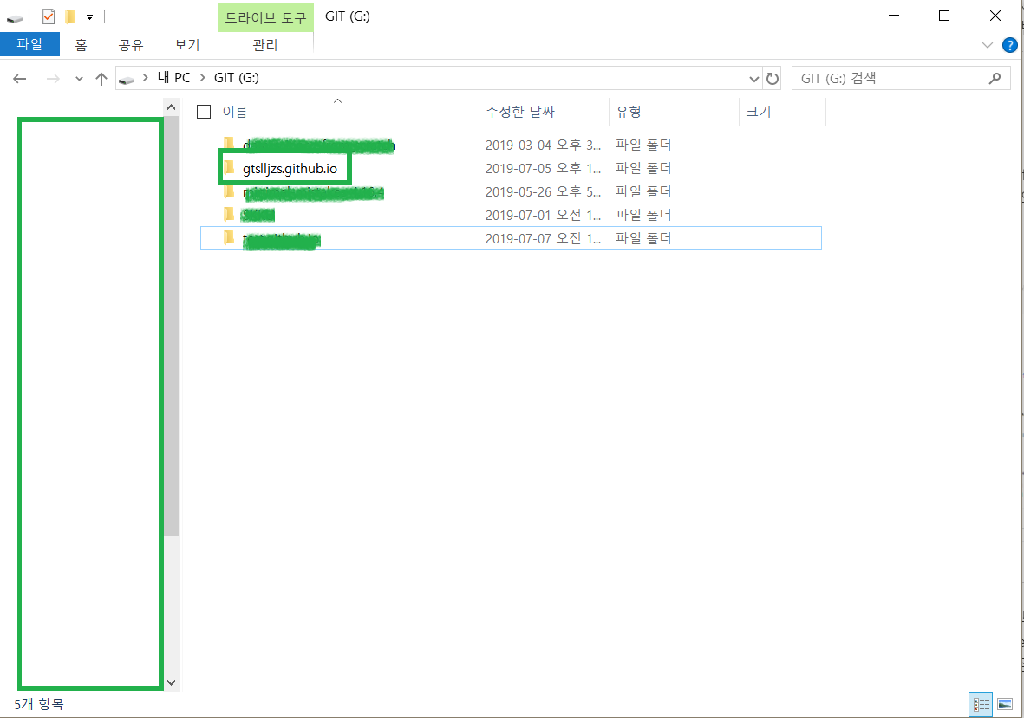 드라이브 도구 GIT (G:)
파일 홈 공유 보기 관리
내 PC > GIT (G:) GIT (G:) 검색
이름 수정한 날짜 유형 크기
2019-03-04 오후 3... 파일 폴더
gtslljzs.github.io 2019-07-05 오후 1... 파일 폴더
2019-05-26 오후 5... 파일 폴더
2019-07-01 오전 1... 파일 폴더
2019-07-07 오전 1... 파일 폴더
5개 항목